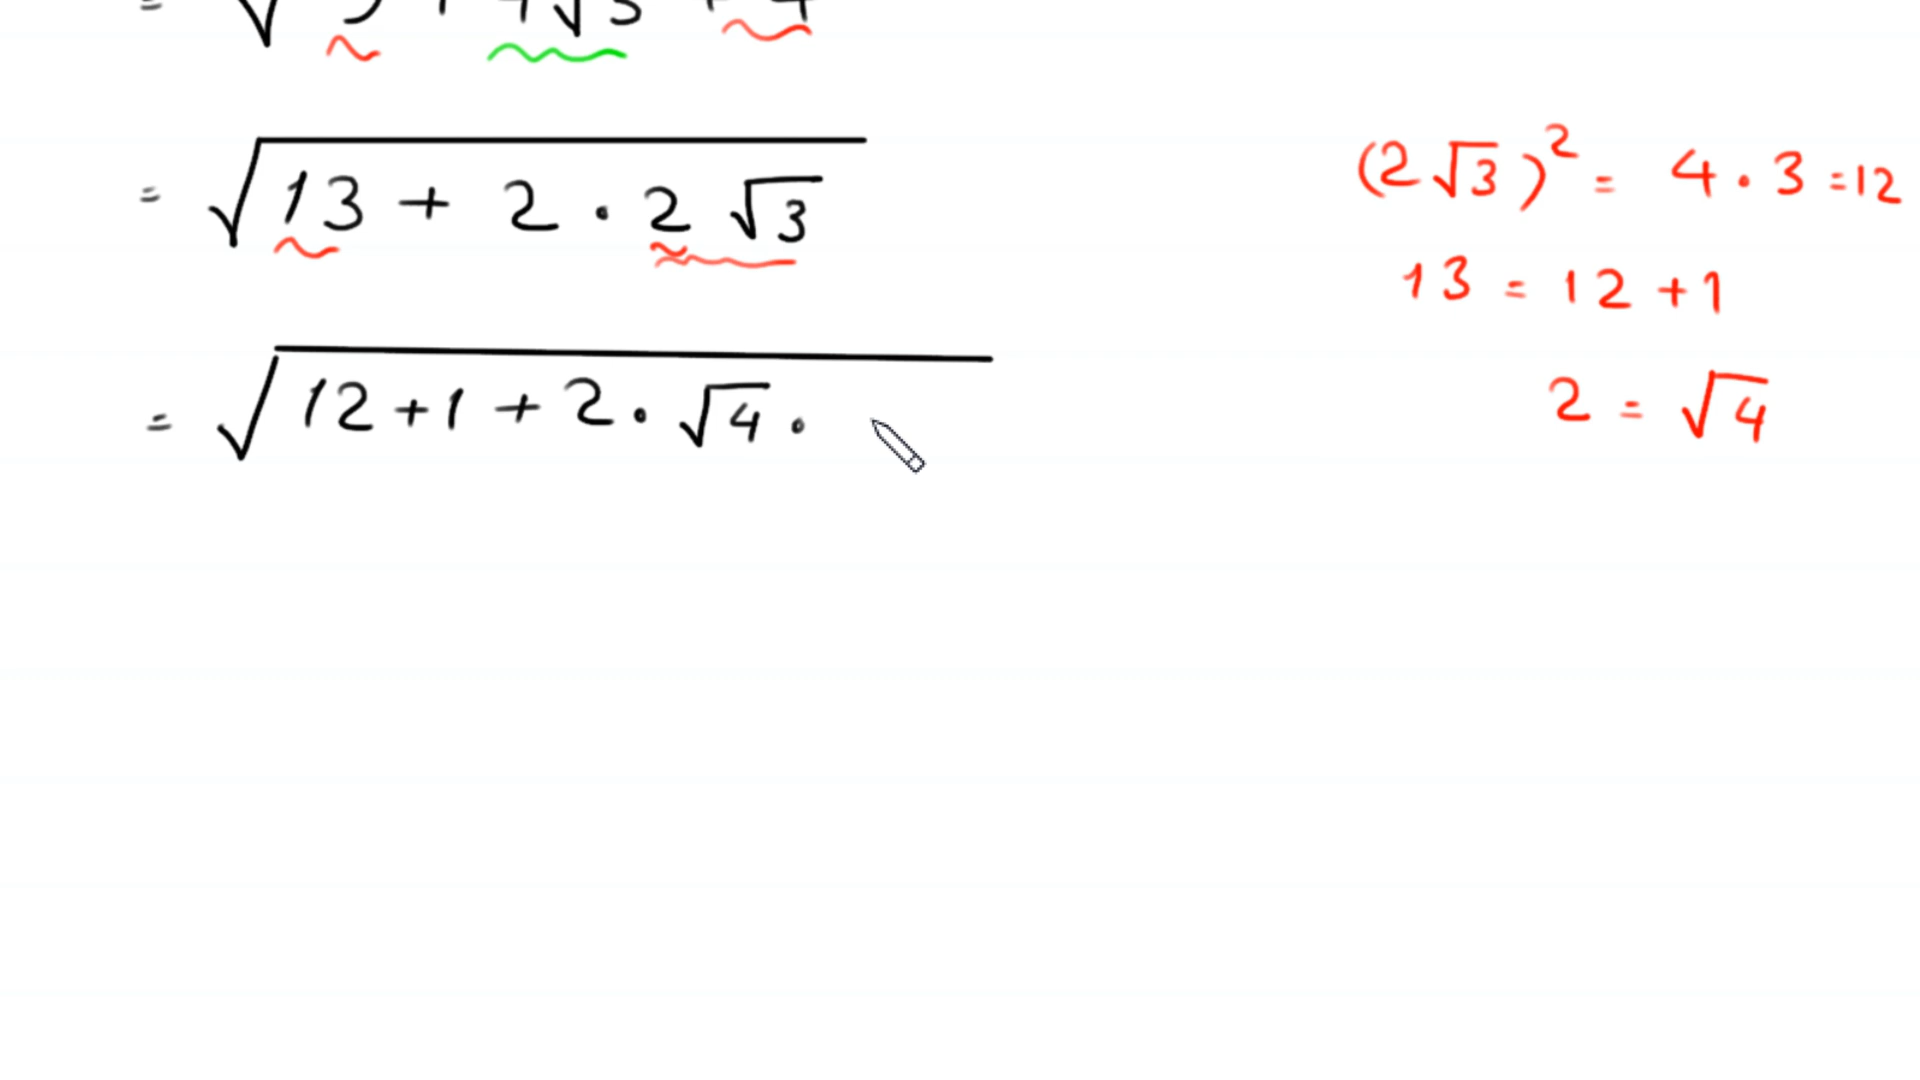 = √13 + 2 · 2 √3
= √12 + 1 + 2 · √4 ·
(2 √3)² = 4 · 3 = 12
13 = 12 + 1
2 = √4